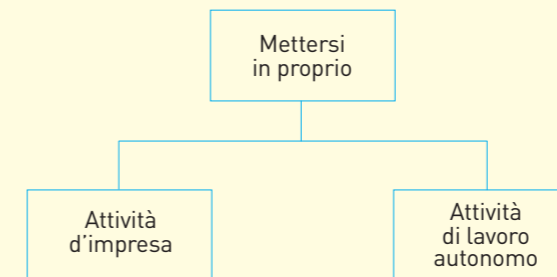 Mettersi
in proprio
Attività
d'impresa
Attività
di lavoro
autonomo